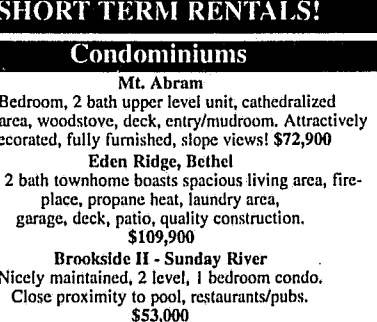 SHORT TERM RENTALS!
Condominiums
Mt. Abram
Bedroom, 2 bath upper level unit, cathedralized
area, woodstove, deck, entry/mudroom. Attractively
ecorated, fully furnished, slope views! $72,900
Eden Ridge, Bethel
2 bath townhome boasts spacious living area, fire-
place, propane heat, laundry area,
garage, deck, patio, quality construction.
$109,900
Brookside II - Sunday River
Nicely maintained, 2 level, 1 bedroom condo.
Close proximity to pool, restaurants/pubs.
$53,000